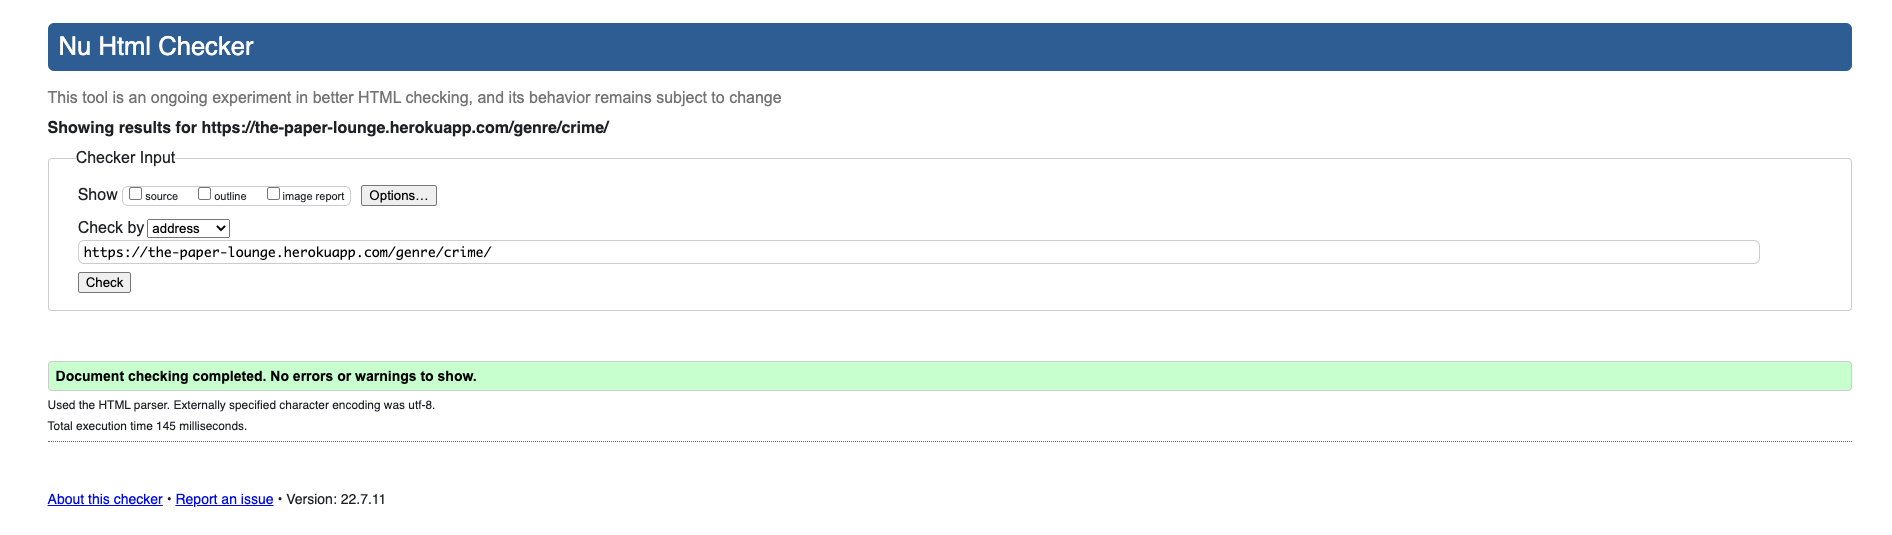 Nu Html Checker
This tool is an ongoing experiment in better HTML checking, and its behavior remains subject to change
Showing results for https://the-paper-lounge.herokuapp.com/genre/crime/
Checker Input
Show source outline image report Options...
Check by address
https://the-paper-lounge.herokuapp.com/genre/crime/
Check
Document checking completed. No errors or warnings to show.
Used the HTML parser. Externally specified character encoding was utf-8.
Total execution time 145 milliseconds.
About this checker • Report an issue • Version: 22.7.11